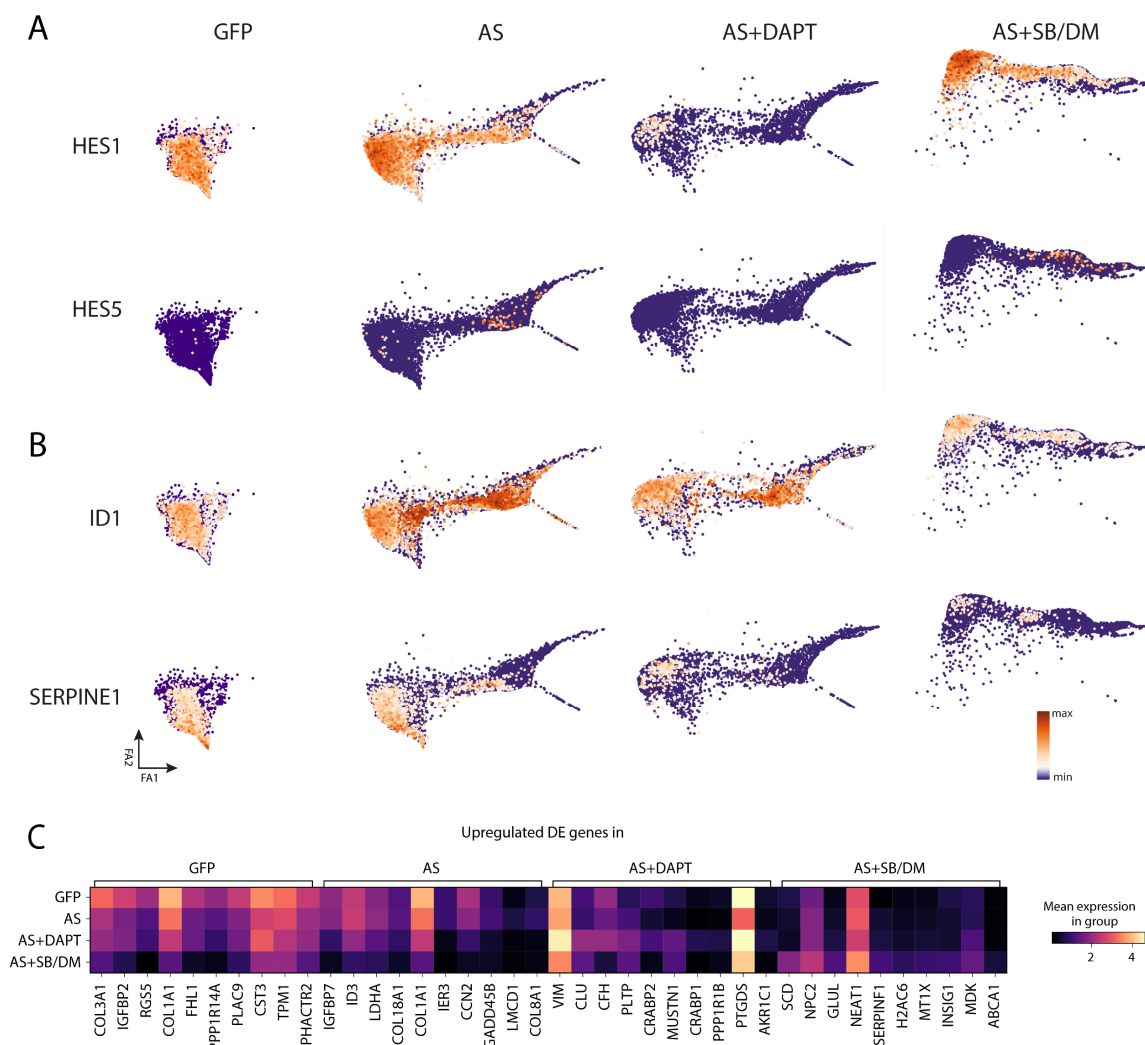 A
GFP AS AS+DAPT AS+SB/DM
HES1
HES5
B
ID1
SERPINE1
FA2
FA1
max
min
C
Upregulated DE genes in
GFP AS AS+DAPT AS+SB/DM
GFP
AS
AS+DAPT
AS+SB/DM
Mean expression
in group
2 4
COL3A1 IGFBP2 RGS5 COL1A1 FHL1 PPP1R14A PLAC9 CST3 TPM1 PHACTR2 IGFBP7 ID3 LDHA COL18A1 COL1A1 IER3 CCN2 GADD45B LMCD1 COL8A1 VIM CLU CFH PLTP CRABP2 MUSTN1 CRABP1 PPP1R1B PTGDS AKR1C1 SCD NPC2 GLUL NEAT1 SERPINF1 H2AC6 MT1X INSIG1 MDK ABCA1